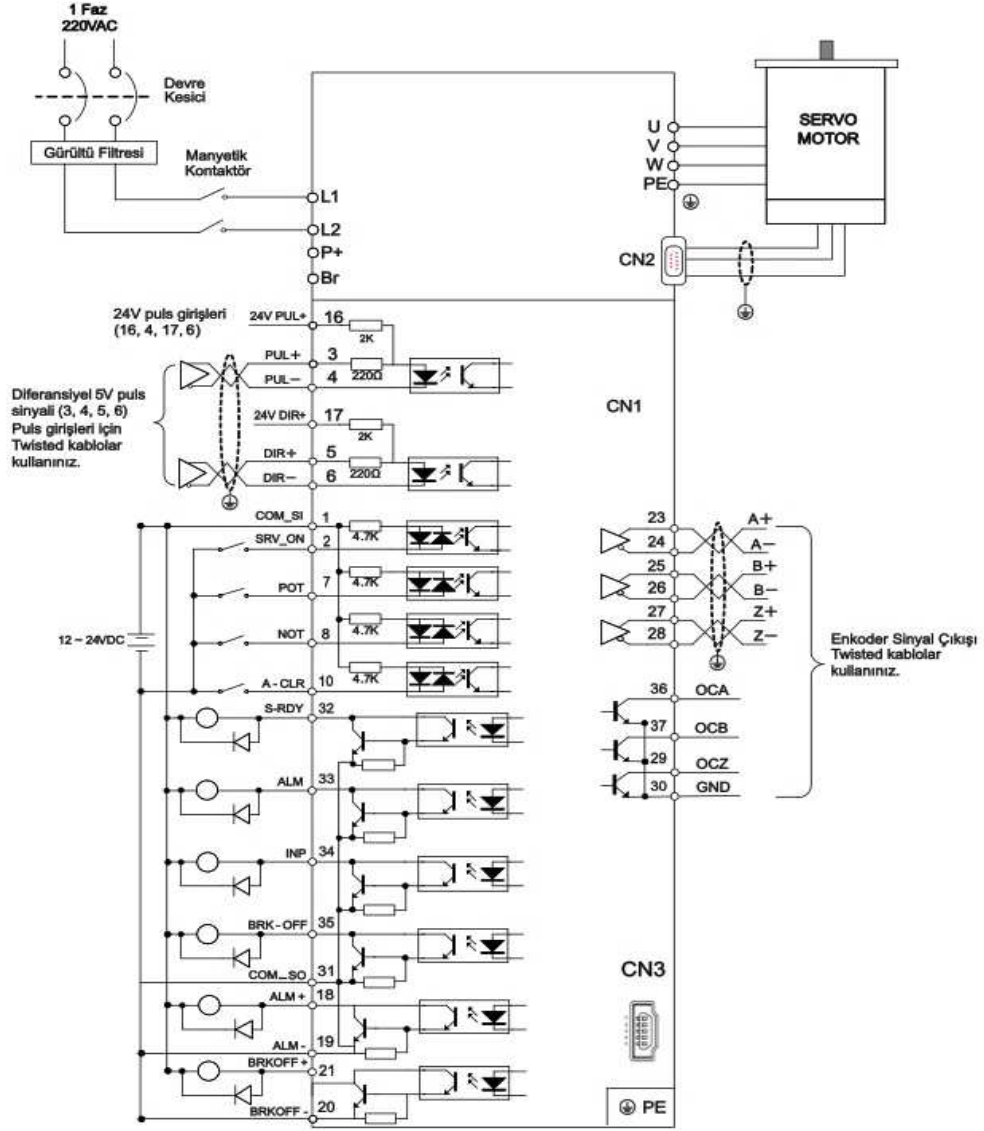 1 Faz
220VAC
Devre
Kesici
Gürültü Filtresi
Manyetik
Kontaktör
L1
L2
P+
Br
U
V
W
PE
SERVO
MOTOR
CN2
24V puls girişleri
(16, 4, 17, 6)
24V PUL+ 16
2K
PUL+ 3
220Ω
PUL− 4
Diferansiyel 5V puls
sinyali (3, 4, 5, 6)
Puls girişleri için
Twisted kablolar
kullanınız.
24V DIR+ 17
2K
DIR+ 5
220Ω
DIR− 6
CN1
COM_SI 1
4.7K
SRV_ON 2
4.7K
POT 7
4.7K
NOT 8
4.7K
A-CLR 10
12 ~ 24VDC
S-RDY 32
ALM 33
INP 34
BRK-OFF 35
COM_SO 31
ALM + 18
ALM - 19
BRKOFF + 21
BRKOFF - 20
23 A+
24 A−
25 B+
26 B−
27 Z+
28 Z−
Enkoder Sinyal Çıkışı
Twisted kablolar
kullanınız.
36 OCA
37 OCB
29 OCZ
30 GND
CN3
PE